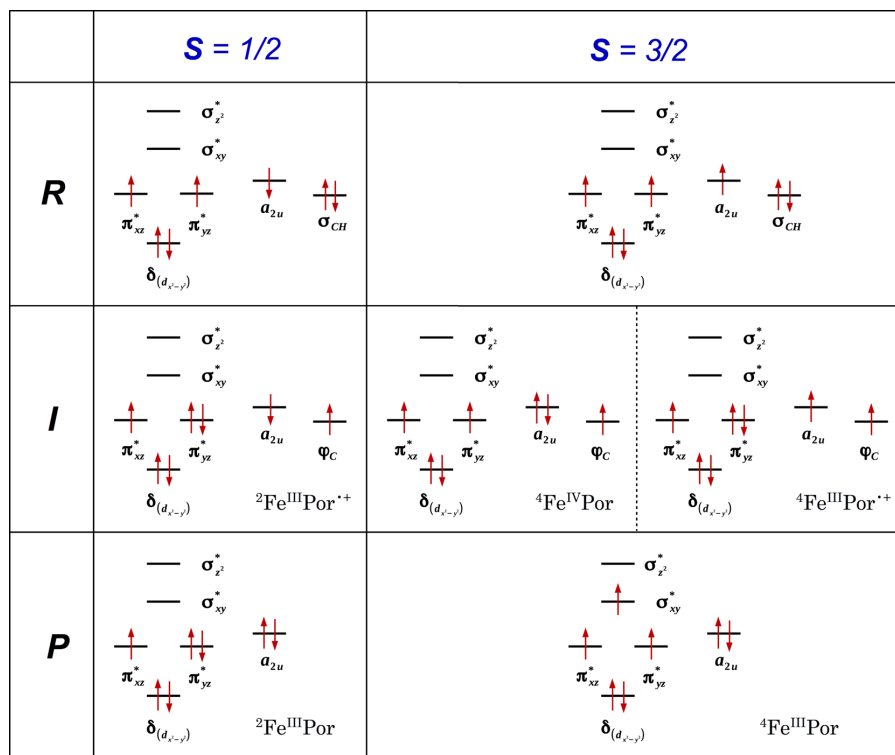 S = 1/2
S = 3/2
R
σ*z²
σ*xy
π*xz
π*yz
a2u
σCH
δ(dx²−y²)
σ*z²
σ*xy
π*xz
π*yz
a2u
σCH
δ(dx²−y²)
I
σ*z²
σ*xy
π*xz
π*yz
a2u
φC
δ(dx²−y²)
²FeIIIPor·+
σ*z²
σ*xy
π*xz
π*yz
a2u
φC
δ(dx²−y²)
⁴FeIVPor
σ*z²
σ*xy
π*xz
π*yz
a2u
φC
δ(dx²−y²)
⁴FeIIIPor·+
P
σ*z²
σ*xy
π*xz
π*yz
a2u
δ(dx²−y²)
²FeIIIPor
σ*z²
σ*xy
π*xz
π*yz
a2u
δ(dx²−y²)
⁴FeIIIPor